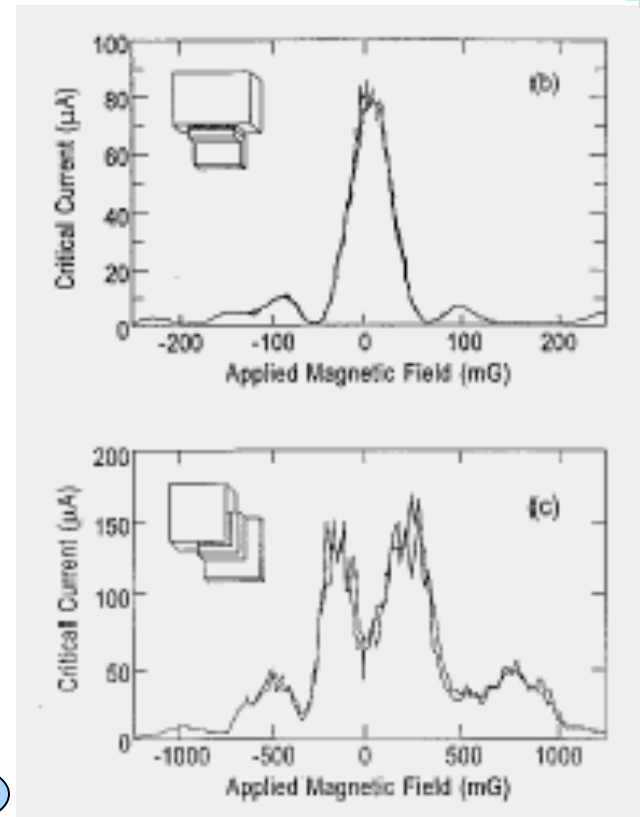 100
80
60
40
20
0
Critical Current (μA)
(b)
-200 -100 0 100 200
Applied Magnetic Field (mG)
200
150
100
50
0
Critical Current (μA)
(c)
-1000 -500 0 500 1000
Applied Magnetic Field (mG)